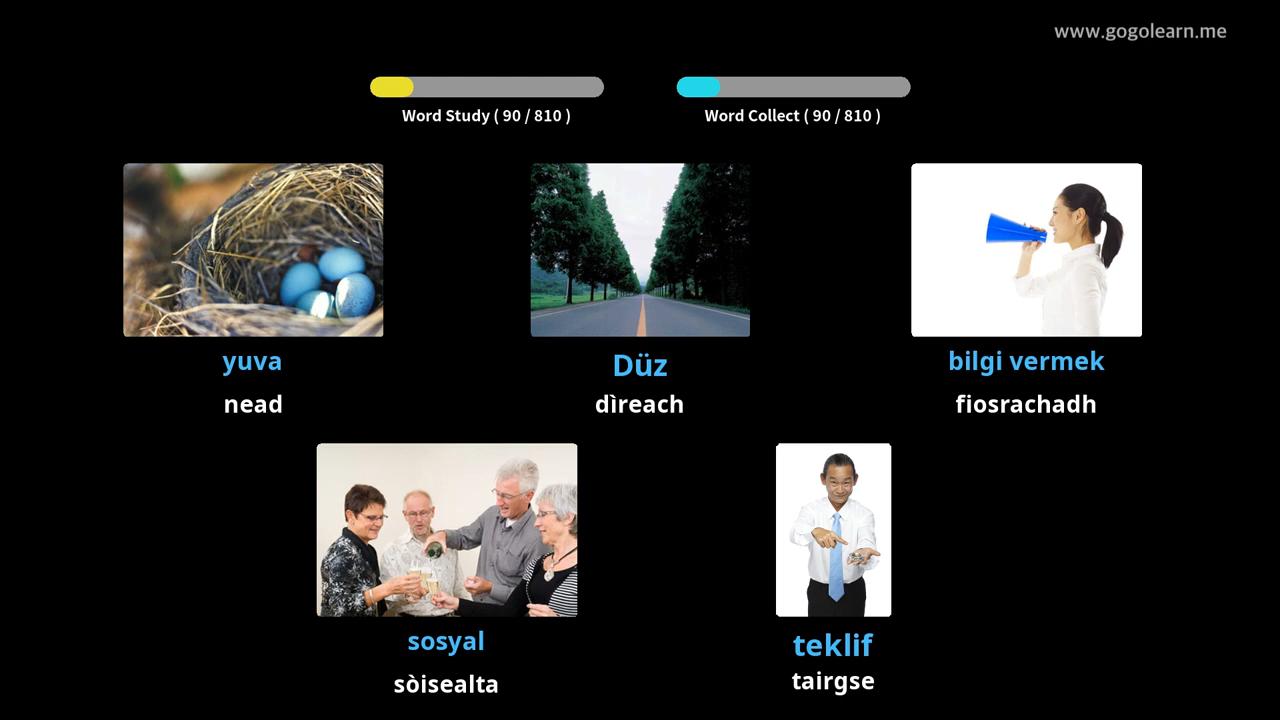 www.gogolearn.me
Word Study ( 90 / 810 )
Word Collect ( 90 / 810 )
yuva
nead
Düz
dìreach
bilgi vermek
fiosrachadh
sosyal
sòisealta
teklif
tairgse